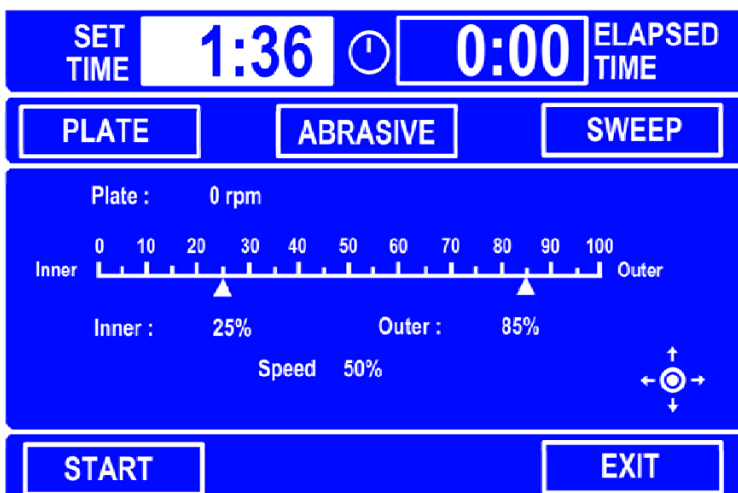 SET TIME 1:36 0:00 ELAPSED TIME
PLATE ABRASIVE SWEEP
Plate : 0 rpm
0 10 20 30 40 50 60 70 80 90 100
Inner Outer
Inner : 25% Outer : 85%
Speed 50%
START EXIT